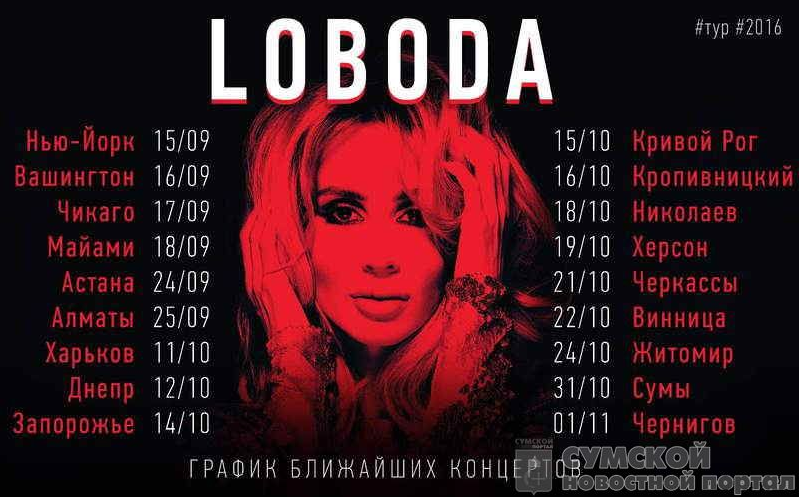 LOBODA
#тур #2016
Нью-Йорк 15/09
Вашингтон 16/09
Чикаго 17/09
Майами 18/09
Астана 24/09
Алматы 25/09
Харьков 11/10
Днепр 12/10
Запорожье 14/10
15/10 Кривой Рог
16/10 Кропивницкий
18/10 Николаев
19/10 Херсон
21/10 Черкассы
22/10 Винница
24/10 Житомир
31/10 Сумы
01/11 Чернигов
ГРАФИК БЛИЖАЙШИХ КОНЦЕРТОВ
СУМСКОЙ
ПОРТАЛ
СУМСКОЙ
новостной портал